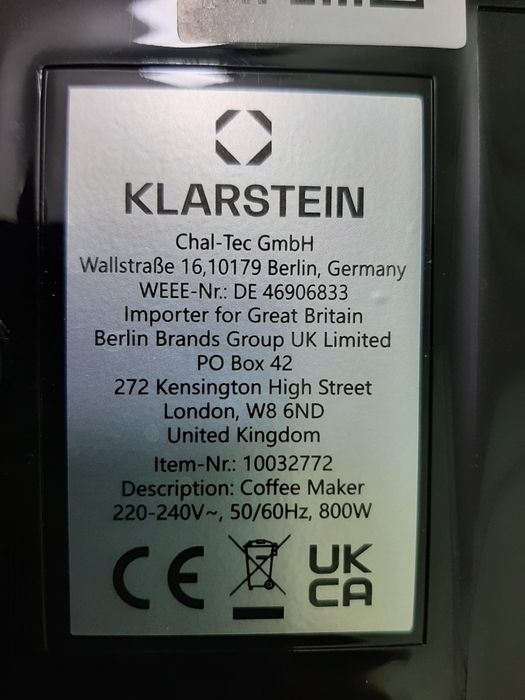 KLARSTEIN
Chal-Tec GmbH
Wallstraße 16,10179 Berlin, Germany
WEEE-Nr.: DE 46906833
Importer for Great Britain
Berlin Brands Group UK Limited
PO Box 42
272 Kensington High Street
London, W8 6ND
United Kingdom
Item-Nr.: 10032772
Description: Coffee Maker
220-240V~, 50/60Hz, 800W
CE
UK
CA